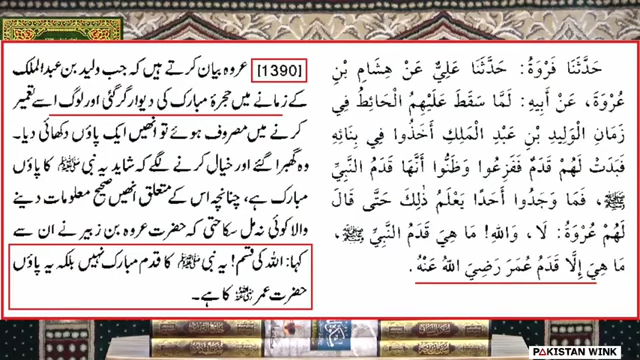 حَدَّثَنَا فَرْوَةُ: حَدَّثَنَا عَلِيٌّ عَنْ هِشَامِ بْنِ
عُرْوَةَ، عَنْ أَبِيهِ: لَمَّا سَقَطَ عَلَيْهِمُ الْحَائِطُ فِي
زَمَانِ الْوَلِيدِ بْنِ عَبْدِ الْمَلِكِ أَخَذُوا فِي بِنَائِهِ
فَبَدَتْ لَهُمْ قَدَمٌ فَفَزِعُوا وَظَنُّوا أَنَّهَا قَدَمُ النَّبِيِّ
ﷺ، فَمَا وَجَدُوا أَحَدًا يَعْلَمُ ذٰلِكَ حَتَّى قَالَ
لَهُمْ عُرْوَةُ: لَا، وَاللهِ! مَا هِيَ قَدَمُ النَّبِيِّ ﷺ،
مَا هِيَ إِلَّا قَدَمُ عُمَرَ رَضِيَ اللهُ عَنْهُ.
[1390] عروہ بیان کرتے ہیں کہ جب ولید بن عبدالملک
کے زمانے میں حجرۂ مبارک کی دیوار گر گئی اور لوگ اسے تعمیر
کرنے میں مصروف ہوئے تو انھیں ایک پاؤں دکھائی دیا۔
وہ گھبرا گئے اور خیال کرنے لگے کہ شاید یہ نبی ﷺ کا پاؤں
مبارک ہے، چنانچہ اس کے متعلق انھیں صحیح معلومات دینے
والا کوئی نہ مل سکا حتی کہ حضرت عروہ بن زبیر نے ان سے
کہا: اللہ کی قسم! یہ نبی ﷺ کا قدم مبارک نہیں بلکہ یہ پاؤں
حضرت عمر رضی اللہ عنہ کا ہے۔
PAKISTAN WINK